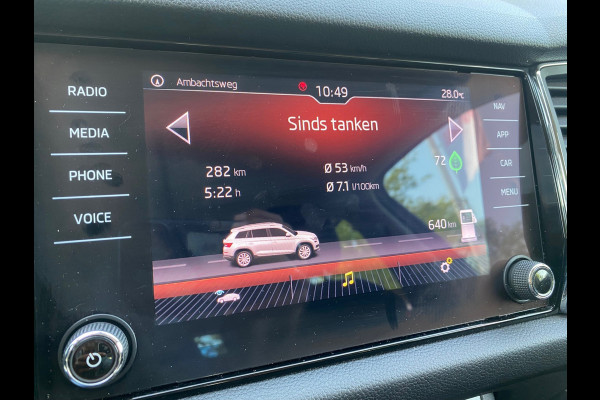 RADIO
MEDIA
PHONE
VOICE
Ambachtsweg 10:49 28.0°C
Sinds tanken
282 km Ø 53 km/h 72
5:22 h Ø 7.1 l/100km
640 km
NAV
APP
CAR
MENU